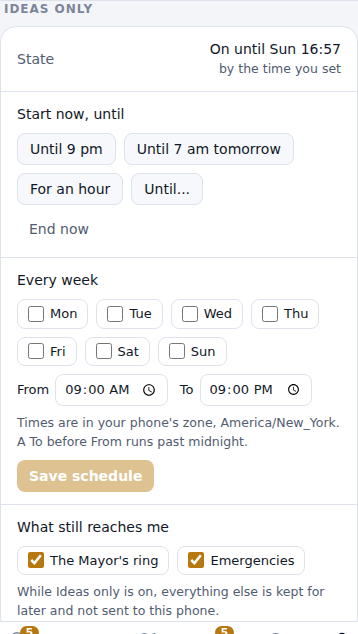 IDEAS ONLY
State
On until Sun 16:57
by the time you set
Start now, until
Until 9 pm
Until 7 am tomorrow
For an hour
Until...
End now
Every week
Mon
Tue
Wed
Thu
Fri
Sat
Sun
From 09:00 AM To 09:00 PM
Times are in your phone's zone, America/New_York.
A To before From runs past midnight.
Save schedule
What still reaches me
The Mayor's ring
Emergencies
While Ideas only is on, everything else is kept for
later and not sent to this phone.
5
5